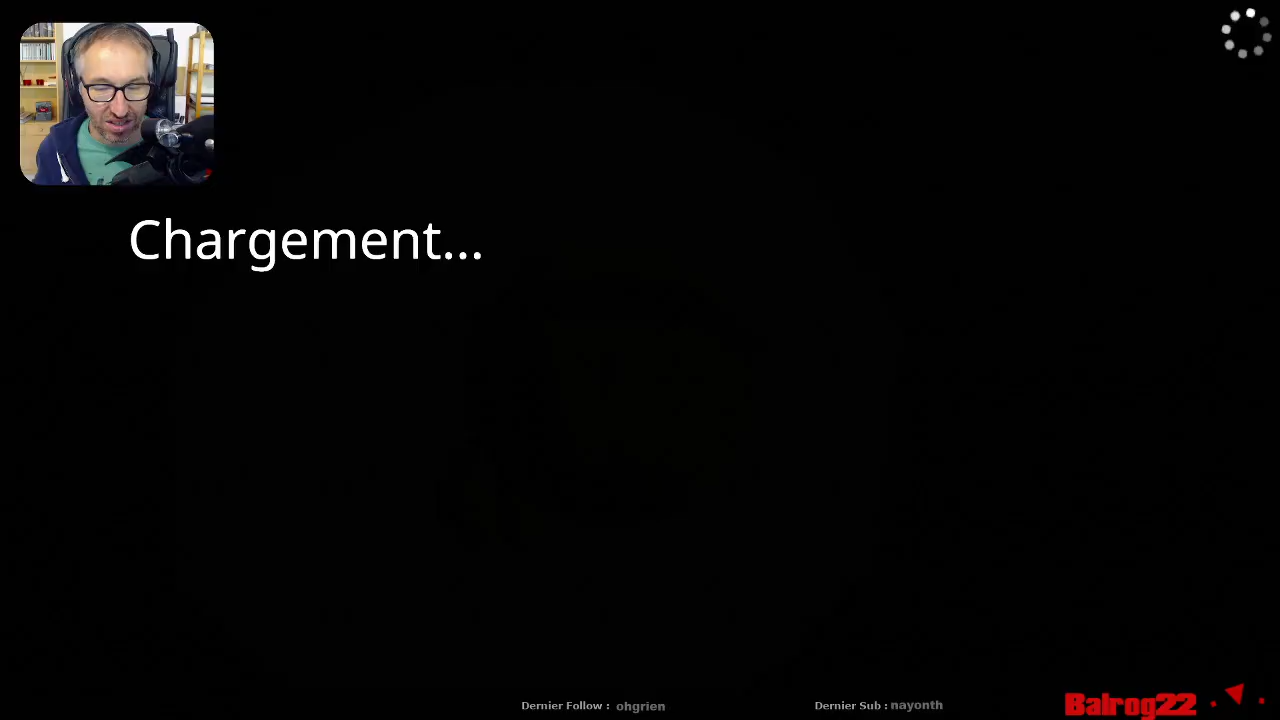 Chargement...
Dernier Follow : ohgrien
Dernier Sub : nayonth
Balrog22